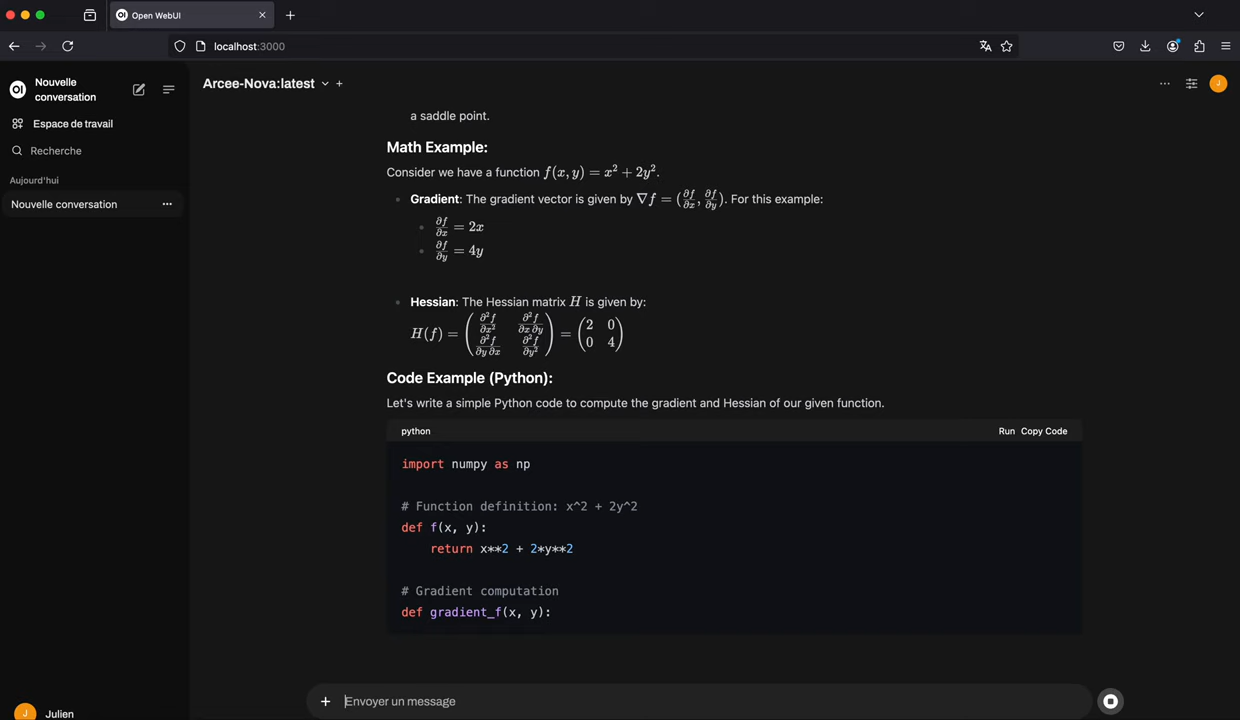 Open WebUI
localhost:3000
Nouvelle conversation
Espace de travail
Recherche
Aujourd'hui
Nouvelle conversation
J
Julien
Arcee-Nova:latest
J
a saddle point.
Math Example:
Consider we have a function f(x, y) = x² + 2y².
Gradient: The gradient vector is given by ∇f = (∂f/∂x, ∂f/∂y). For this example:
∂f/∂x = 2x
∂f/∂y = 4y
Hessian: The Hessian matrix H is given by:
H(f) = (∂²f/∂x² ∂²f/∂x∂y ∂²f/∂y∂x ∂²f/∂y²) = (2 0 0 4)
Code Example (Python):
Let's write a simple Python code to compute the gradient and Hessian of our given function.
python Run Copy Code
import numpy as np
# Function definition: x^2 + 2y^2
def f(x, y):
    return x**2 + 2*y**2
# Gradient computation
def gradient_f(x, y):
Envoyer un message